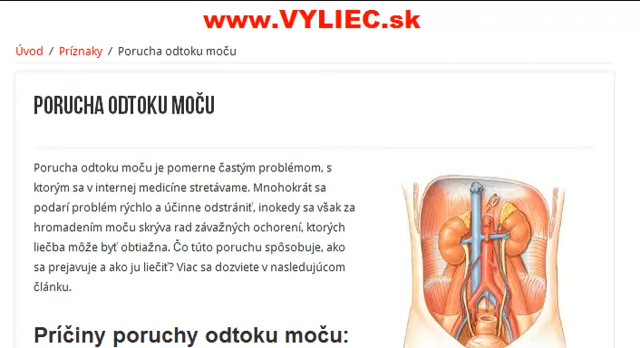 www.VYLIEC.sk
Úvod / Príznaky / Porucha odtoku moču
PORUCHA ODTOKU MOČU
Porucha odtoku moču je pomerne častým problémom, s
ktorým sa v internej medicíne stretávame. Mnohokrát sa
podarí problém rýchlo a účinne odstrániť, inokedy sa však za
hromadením moču skrýva rad závažných ochorení, ktorých
liečba môže byť obtiažna. Čo túto poruchu spôsobuje, ako
sa prejavuje a ako ju liečiť? Viac sa dozviete v nasledujúcom
článku.
Príčiny poruchy odtoku moču: